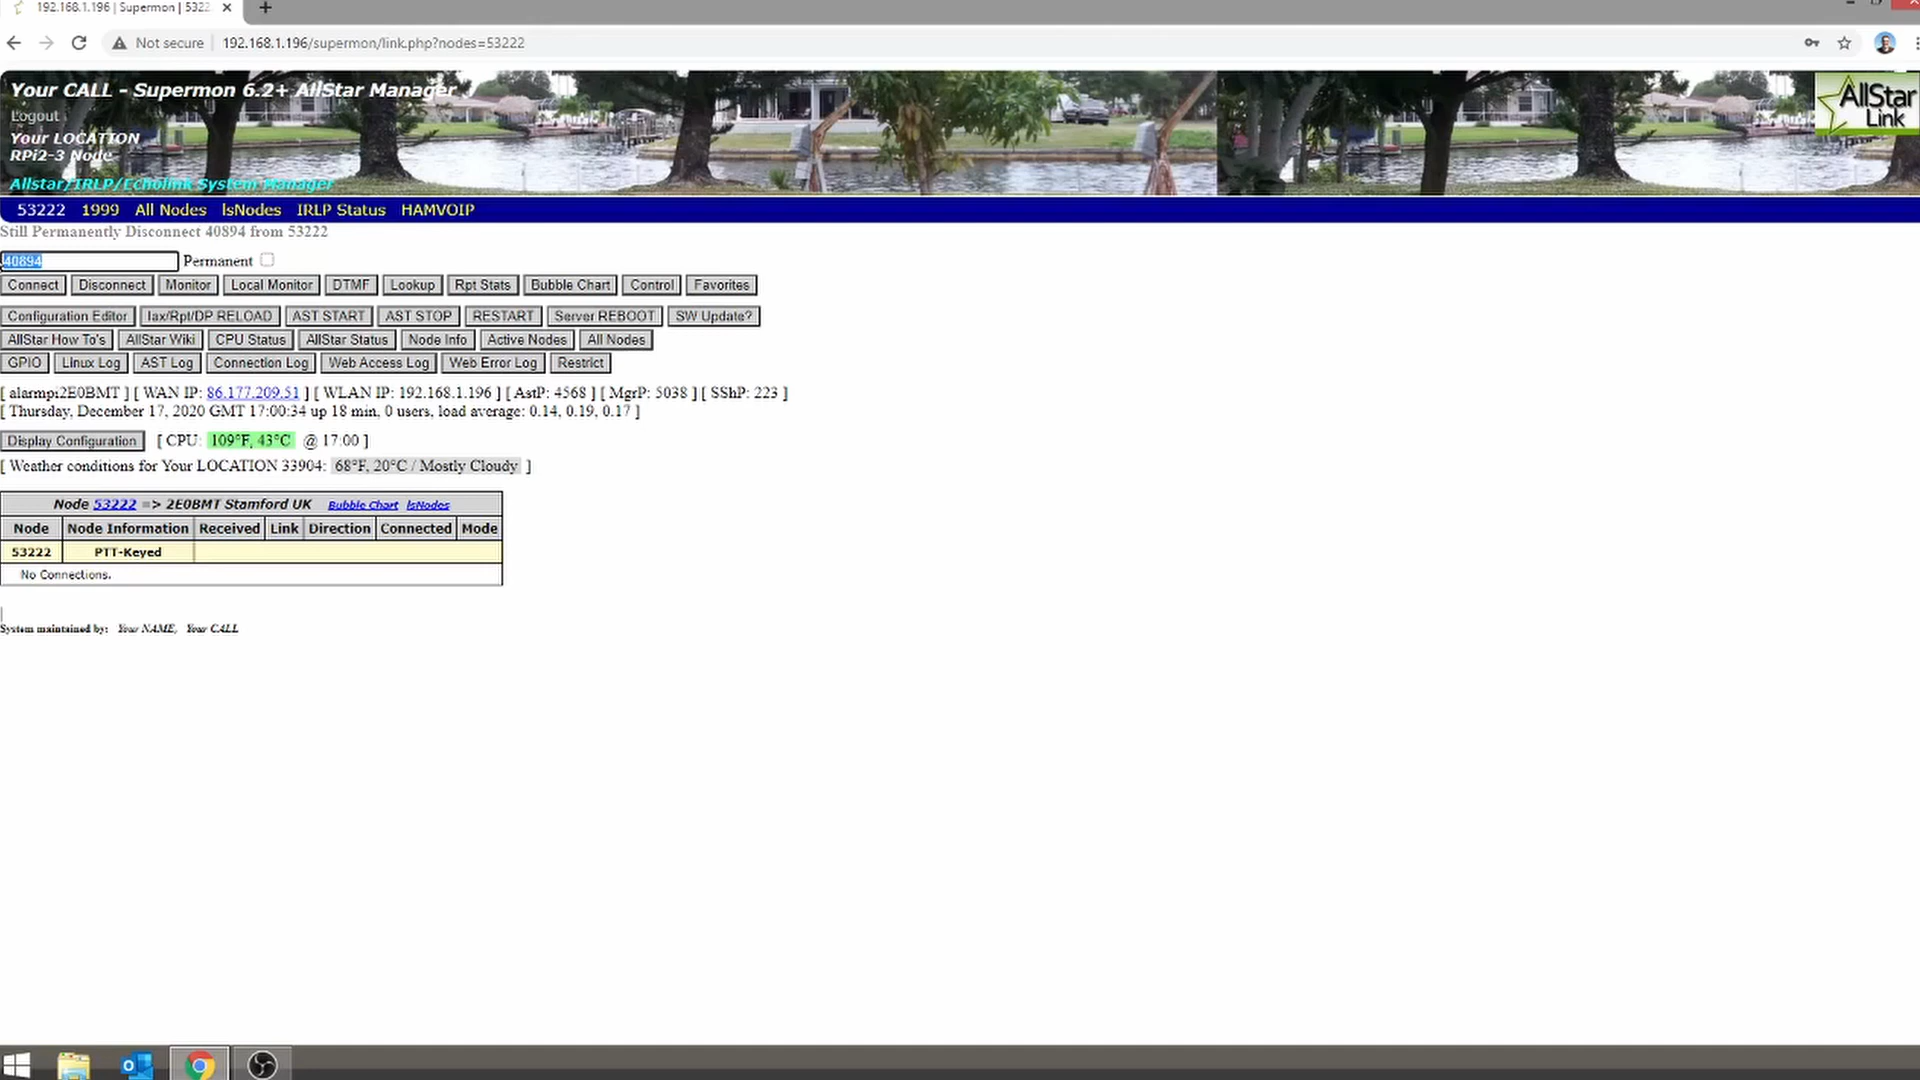 192.168.1.196 | Supermon | 5322
Not secure 192.168.1.196/supermon/link.php?nodes=53222
Your CALL - Supermon 6.2+ AllStar Manager
Logout
Your LOCATION
RPi2-3 Node
Allstar/IRLP/Echolink System Manager
AllStar
Link
53222 1999 All Nodes lsNodes IRLP Status HAMVOIP
Still Permanently Disconnect 40894 from 53222
40894 Permanent
Connect Disconnect Monitor Local Monitor DTMF Lookup Rpt Stats Bubble Chart Control Favorites
Configuration Editor Iax/Rpt/DP RELOAD AST START AST STOP RESTART Server REBOOT SW Update?
AllStar How To's AllStar Wiki CPU Status AllStar Status Node Info Active Nodes All Nodes
GPIO Linux Log AST Log Connection Log Web Access Log Web Error Log Restrict
[ alarmpi2E0BMT ] [ WAN IP: 86.177.209.51 ] [ WLAN IP: 192.168.1.196 ] [ AstP: 4568 ] [ MgrP: 5038 ] [ SShP: 223 ]
[ Thursday, December 17, 2020 GMT 17:00:34 up 18 min, 0 users, load average: 0.14, 0.19, 0.17 ]
Display Configuration [ CPU: 109°F, 43°C @ 17:00 ]
[ Weather conditions for Your LOCATION 33904: 68°F, 20°C / Mostly Cloudy ]
Node 53222 => 2E0BMT Stamford UK Bubble Chart lsNodes
Node Node Information Received Link Direction Connected Mode
53222 PTT-Keyed
No Connections.
System maintained by: Your NAME, Your CALL